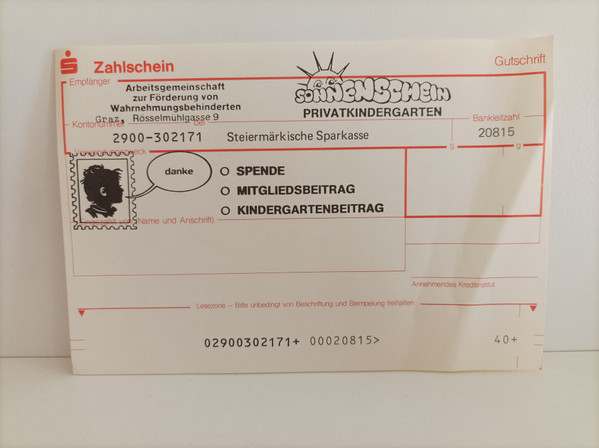 Zahlschein
Gutschrift
Empfänger
Arbeitsgemeinschaft
zur Förderung von
Wahrnehmungsbehinderten
Graz, Rösselmühlgasse 9
SONNENSCHEIN
PRIVATKINDERGARTEN
Kontonummer
bei
Bankleitzahl
2900-302171
Steiermärkische Sparkasse
20815
S
g
danke
SPENDE
MITGLIEDSBEITRAG
KINDERGARTENBEITRAG
(Name und Anschrift)
Annehmendes Kreditinstitut
Lesezone – Bitte unbedingt von Beschriftung und Stempelung freihalten
02900302171+ 00020815>
40+